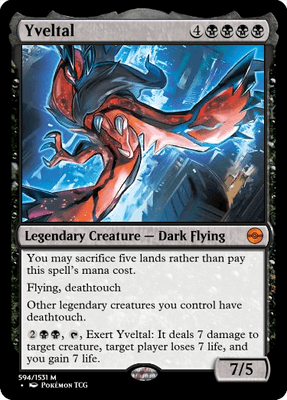 Yveltal 4
Legendary Creature — Dark Flying
You may sacrifice five lands rather than pay
this spell's mana cost.
Flying, deathtouch
Other legendary creatures you control have
deathtouch.
2, Exert Yveltal: It deals 7 damage to
target creature, target player loses 7 life, and
you gain 7 life.
7/5
594/1531 M
• Pokémon TCG